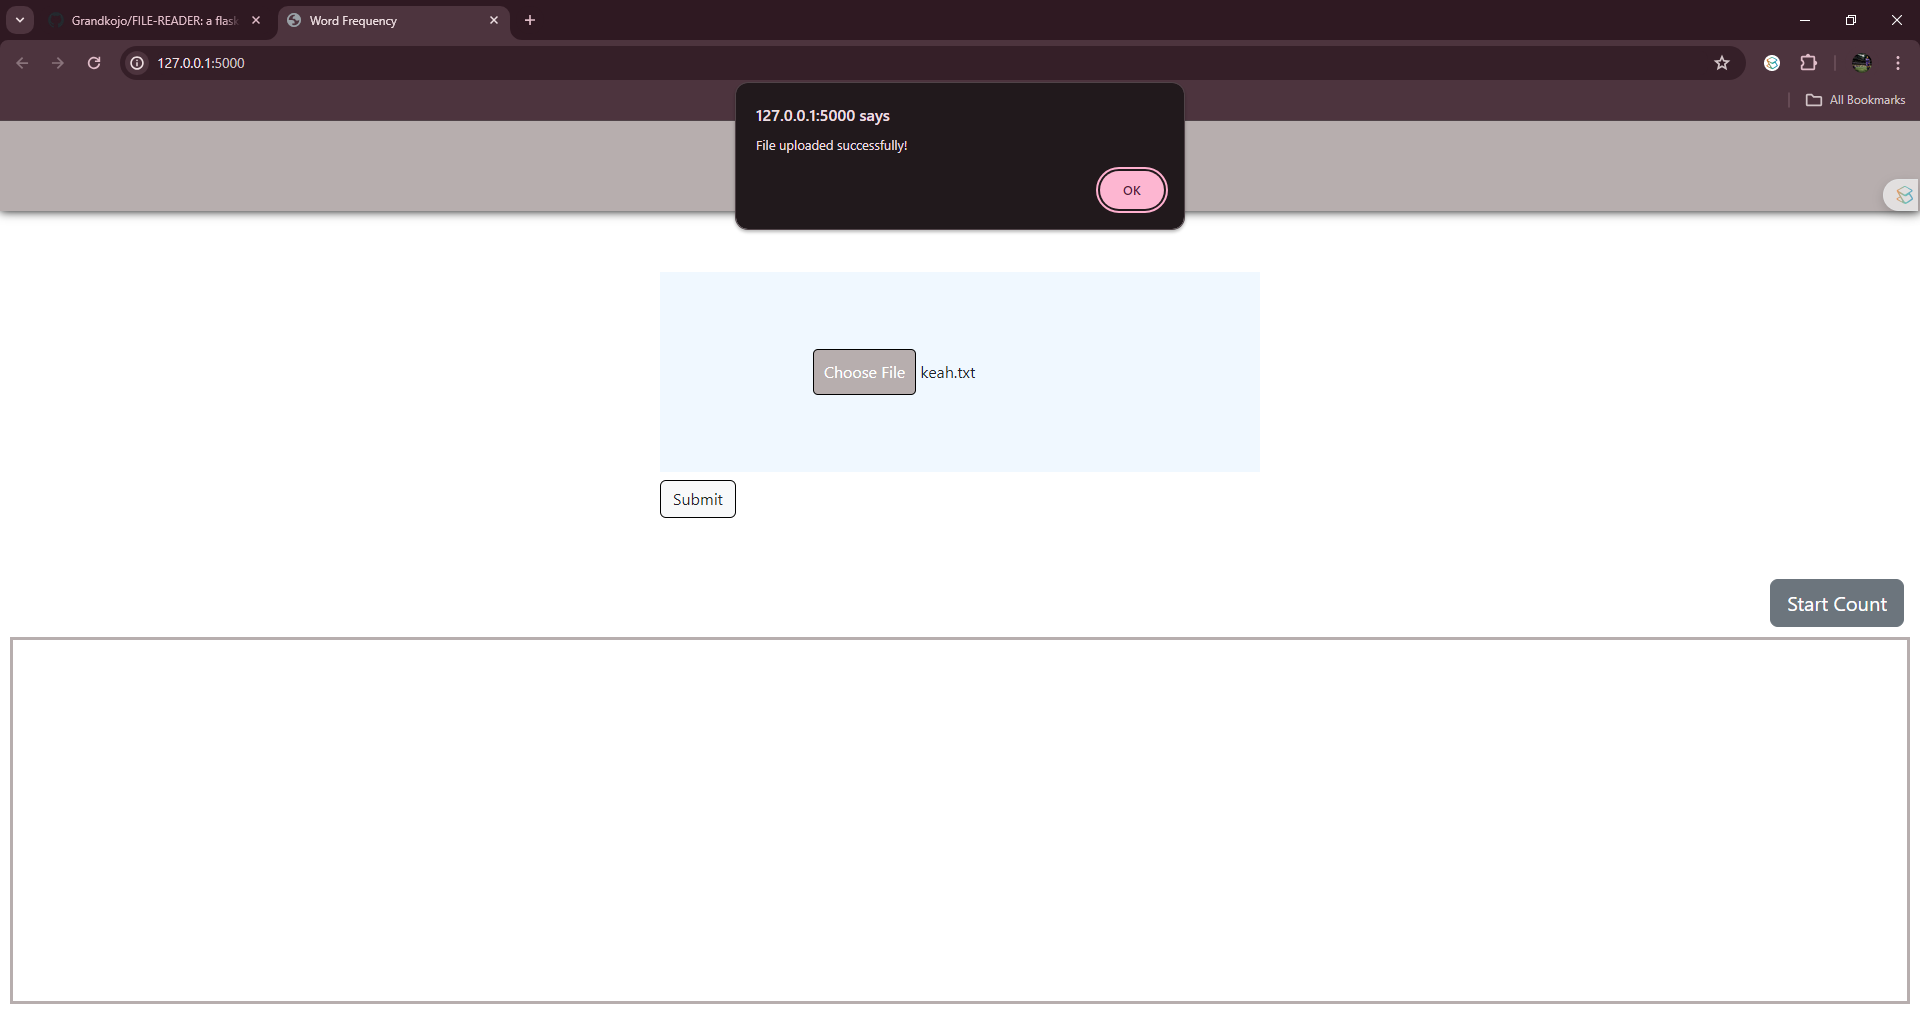 Grandkojo/FILE-READER: a flask
Word Frequency
127.0.0.1:5000
All Bookmarks
127.0.0.1:5000 says
File uploaded successfully!
OK
Choose File keah.txt
Submit
Start Count